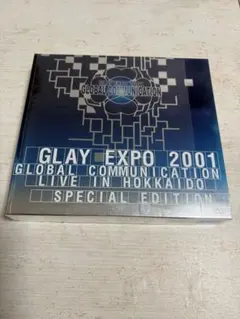 GLOBAL COMMUNICATION
GLAY EXPO 2001
GLOBAL COMMUNICATION
LIVE IN HOKKAIDO
SPECIAL EDITION